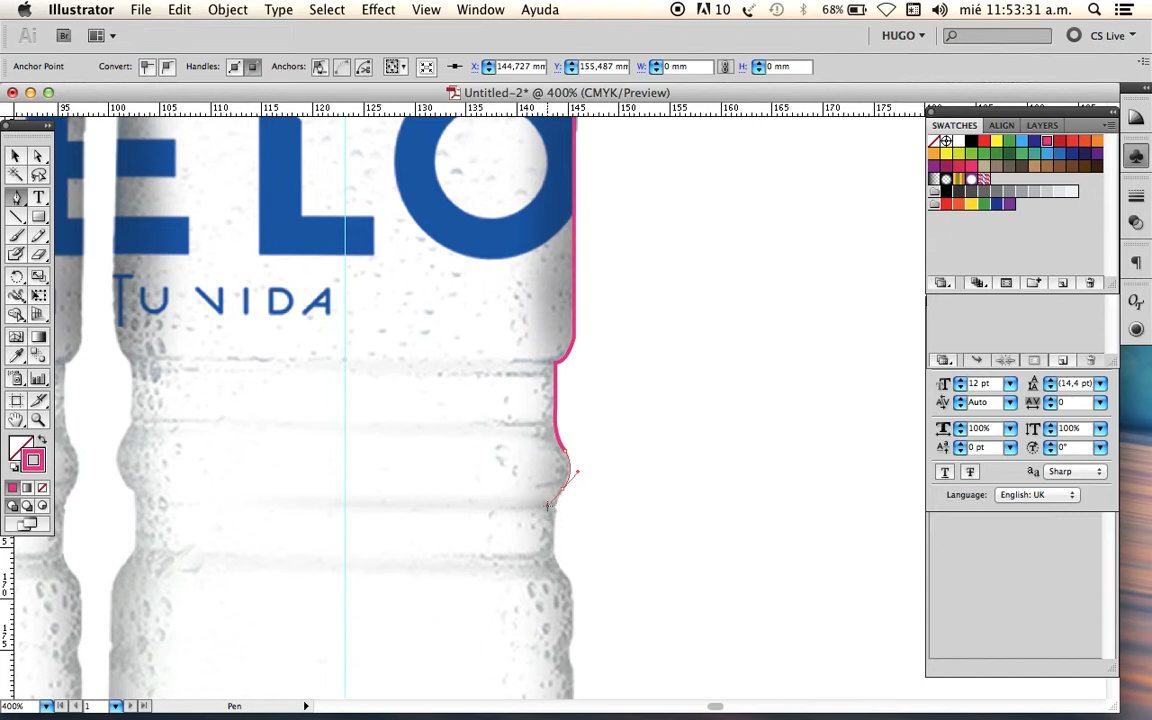 Illustrator File Edit Object Type Select Effect View Window Ayuda 10 68% mié 11:53:31 a.m.
Ai Br HUGO CS Live
Anchor Point Convert: Handles: Anchors: X: 144,727 mm Y: 155,487 mm W: 0 mm H: 0 mm
Untitled-2* @ 400% (CMYK/Preview)
95 100 105 110 115 120 125 130 135 140 145 150 155 160 165 170 175
SWATCHES ALIGN LAYERS
ELO
TU VIDA
12 pt (14,4 pt)
Auto 0
100% 100%
0 pt 0°
T T aa Sharp
Language: English: UK
400% 1 Pen